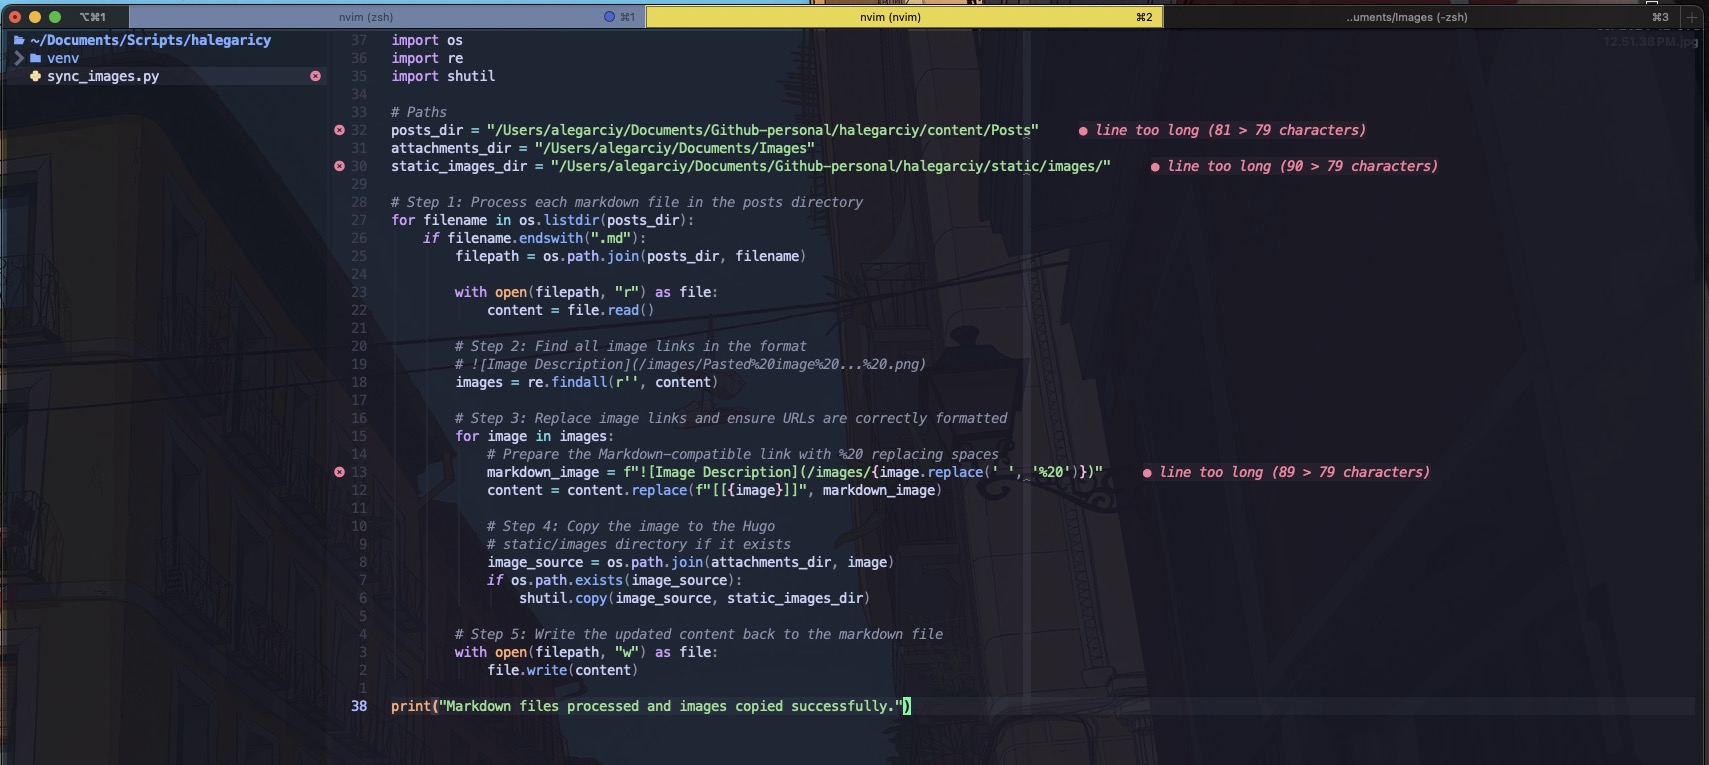 ⌥⌘1
nvim (zsh) ⌘1
nvim (nvim) ⌘2
..uments/Images (-zsh) ⌘3
12.51.38 PM.jpg
~/Documents/Scripts/halegaricy
venv
sync_images.py
37 import os
36 import re
35 import shutil
34
33 # Paths
32 posts_dir = "/Users/alegarciy/Documents/Github-personal/halegarciy/content/Posts" ● line too long (81 > 79 characters)
31 attachments_dir = "/Users/alegarciy/Documents/Images"
30 static_images_dir = "/Users/alegarciy/Documents/Github-personal/halegarciy/static/images/" ● line too long (90 > 79 characters)
29
28 # Step 1: Process each markdown file in the posts directory
27 for filename in os.listdir(posts_dir):
26 if filename.endswith(".md"):
25 filepath = os.path.join(posts_dir, filename)
24
23 with open(filepath, "r") as file:
22 content = file.read()
21
20 # Step 2: Find all image links in the format
19 # ![Image Description](/images/Pasted%20image%20...%20.png)
18 images = re.findall(r'', content)
17
16 # Step 3: Replace image links and ensure URLs are correctly formatted
15 for image in images:
14 # Prepare the Markdown-compatible link with %20 replacing spaces
13 markdown_image = f"![Image Description](/images/{image.replace(' ', '%20')})" ● line too long (89 > 79 characters)
12 content = content.replace(f"[[{image}]]", markdown_image)
11
10 # Step 4: Copy the image to the Hugo
9 # static/images directory if it exists
8 image_source = os.path.join(attachments_dir, image)
7 if os.path.exists(image_source):
6 shutil.copy(image_source, static_images_dir)
5
4 # Step 5: Write the updated content back to the markdown file
3 with open(filepath, "w") as file:
2 file.write(content)
1
38 print("Markdown files processed and images copied successfully.")